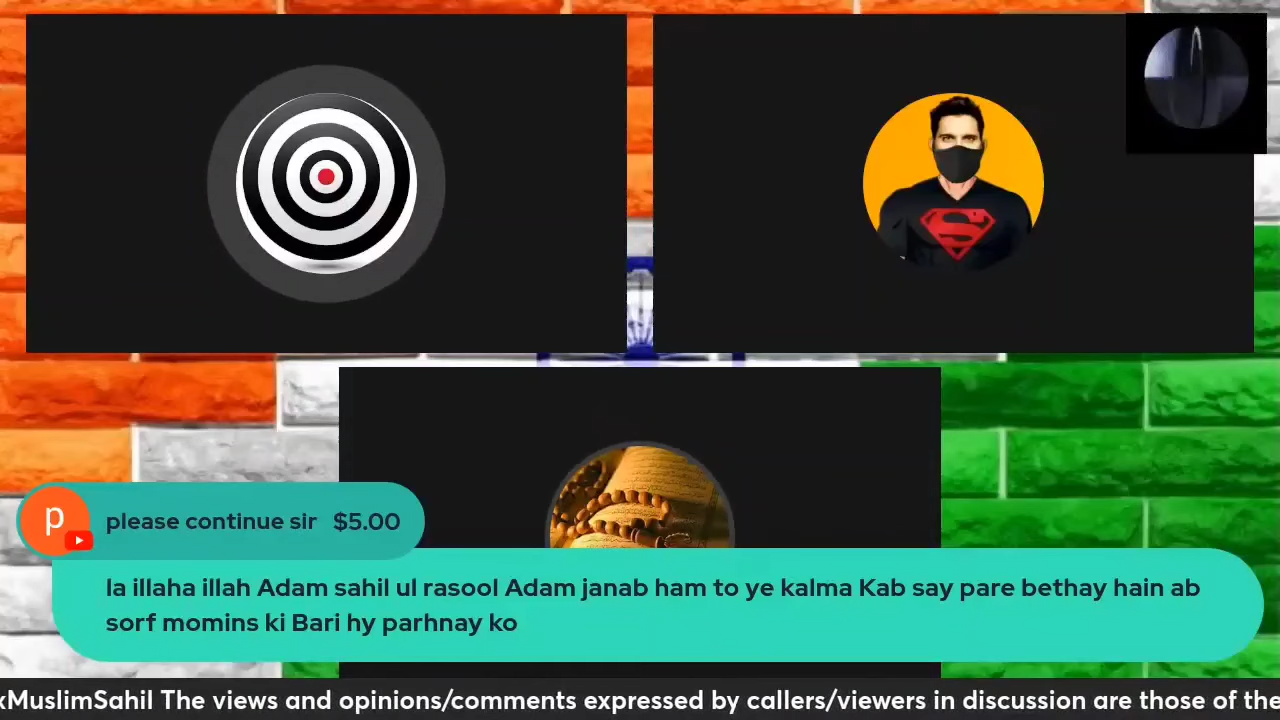 p
please continue sir $5.00
la illaha illah Adam sahil ul rasool Adam janab ham to ye kalma Kab say pare bethay hain ab
sorf momins ki Bari hy parhnay ko
xMuslimSahil The views and opinions/comments expressed by callers/viewers in discussion are those of the